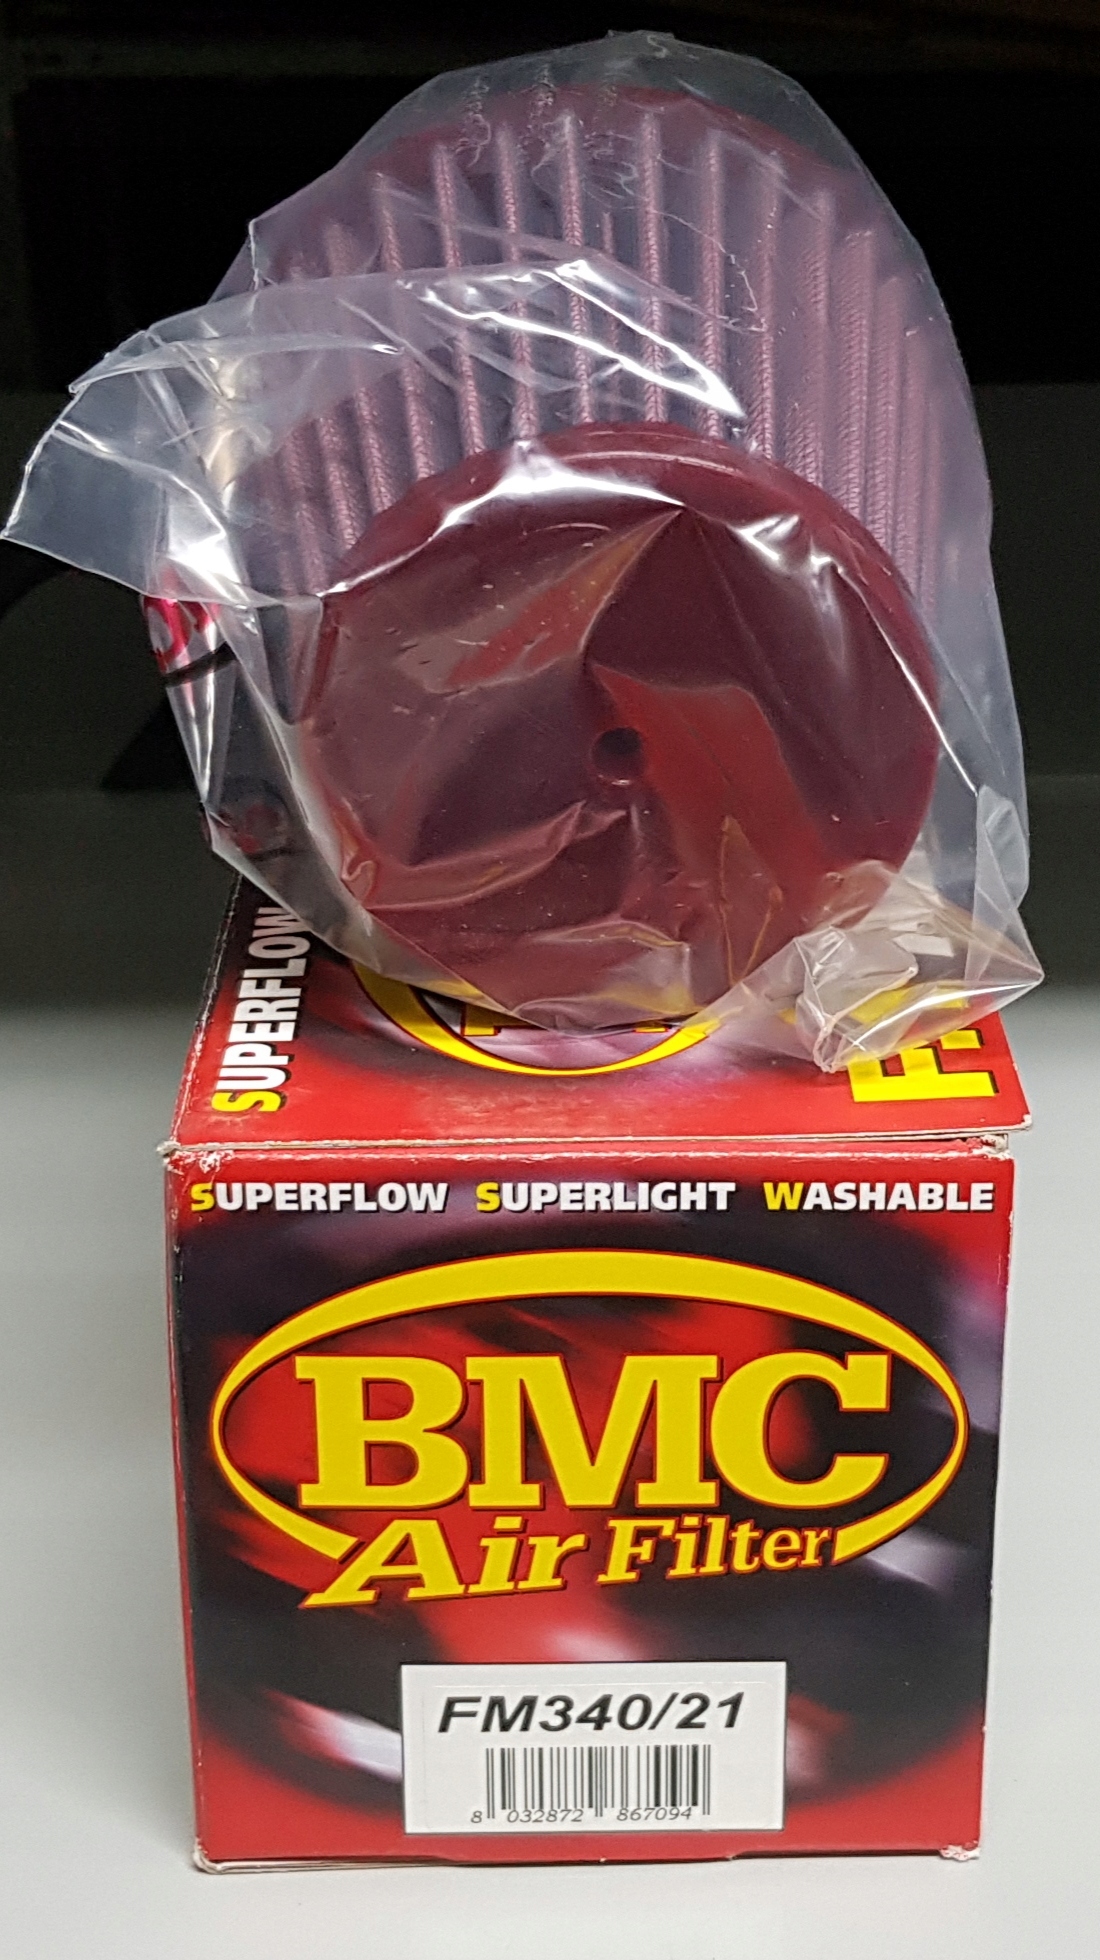 SUPERFLOW
SUPERFLOW SUPERLIGHT WASHABLE
BMC
Air Filter
FM340/21
8 032872 867094